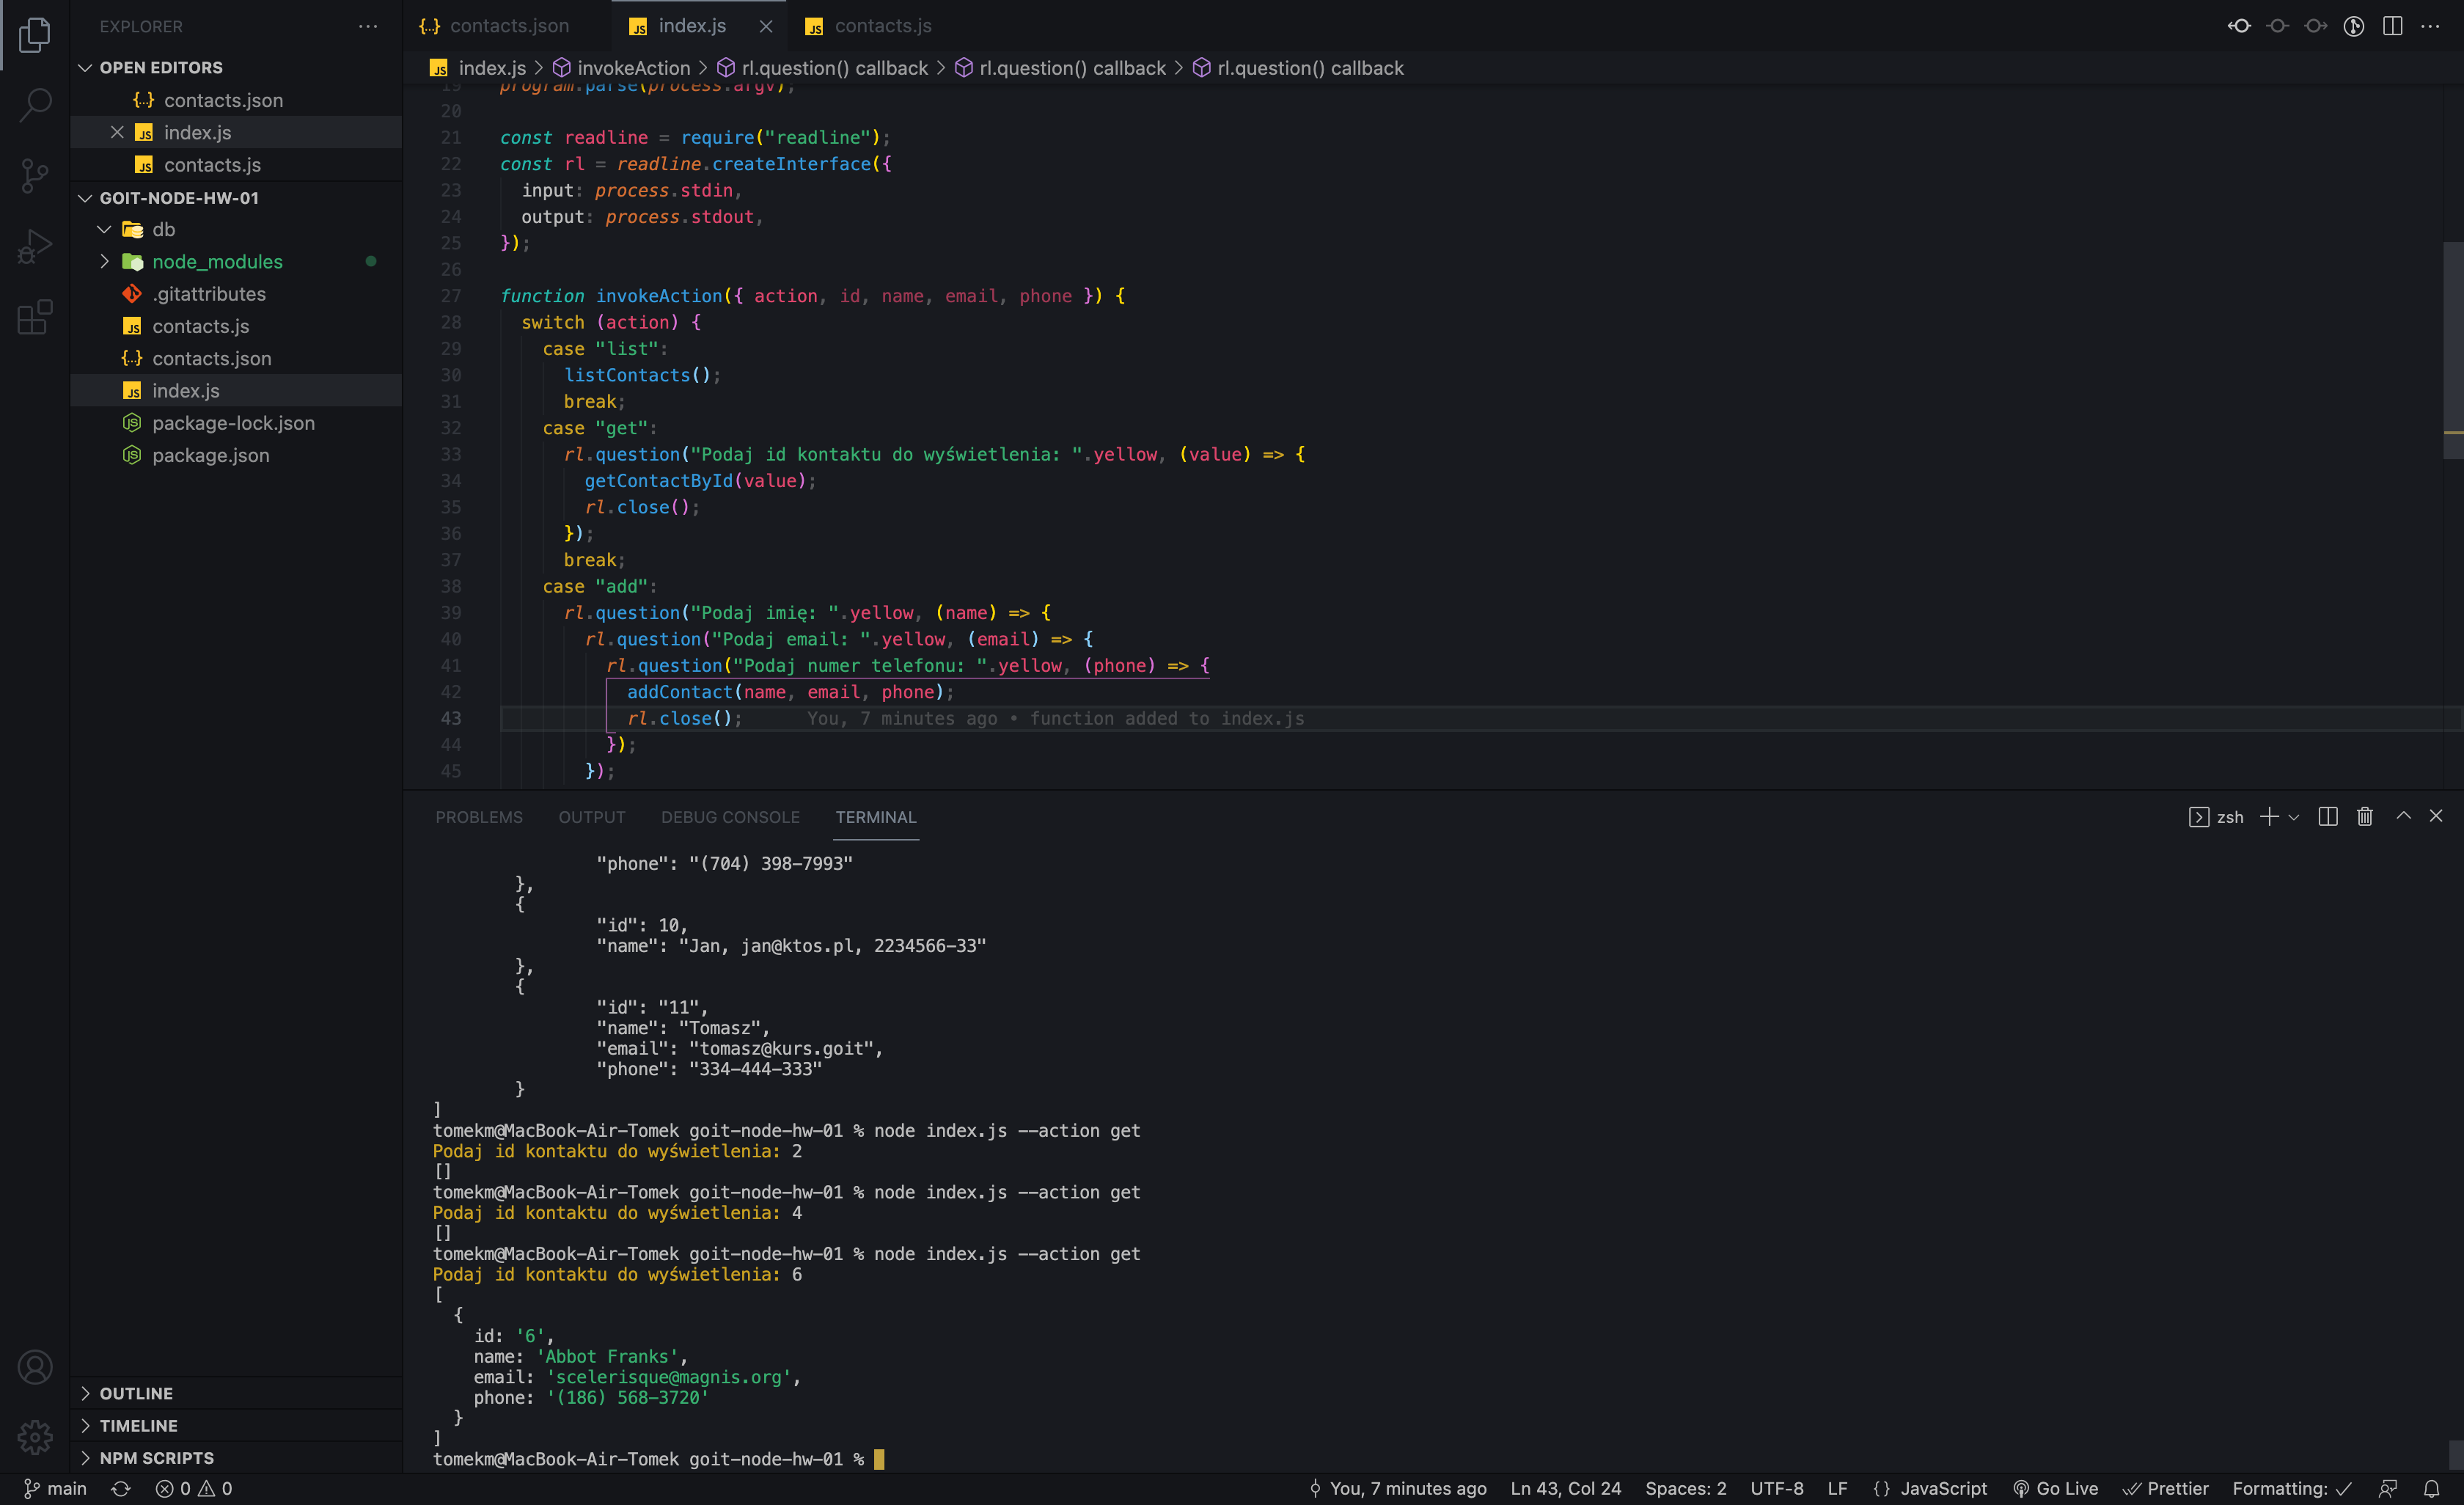 EXPLORER
OPEN EDITORS
contacts.json
index.js
contacts.js
GOIT-NODE-HW-01
db
node_modules
.gitattributes
contacts.js
contacts.json
index.js
package-lock.json
package.json
OUTLINE
TIMELINE
NPM SCRIPTS
contacts.json index.js contacts.js
index.js > invokeAction > rl.question() callback > rl.question() callback > rl.question() callback
19 program.parse(process.argv);
20
21 const readline = require("readline");
22 const rl = readline.createInterface({
23 input: process.stdin,
24 output: process.stdout,
25 });
26
27 function invokeAction({ action, id, name, email, phone }) {
28 switch (action) {
29 case "list":
30 listContacts();
31 break;
32 case "get":
33 rl.question("Podaj id kontaktu do wyświetlenia: ".yellow, (value) => {
34 getContactById(value);
35 rl.close();
36 });
37 break;
38 case "add":
39 rl.question("Podaj imię: ".yellow, (name) => {
40 rl.question("Podaj email: ".yellow, (email) => {
41 rl.question("Podaj numer telefonu: ".yellow, (phone) => {
42 addContact(name, email, phone);
43 rl.close(); You, 7 minutes ago • function added to index.js
44 });
45 });
PROBLEMS OUTPUT DEBUG CONSOLE TERMINAL zsh
"phone": "(704) 398-7993"
},
{
"id": 10,
"name": "Jan, jan@ktos.pl, 2234566-33"
},
{
"id": "11",
"name": "Tomasz",
"email": "tomasz@kurs.goit",
"phone": "334-444-333"
}
]
tomekm@MacBook-Air-Tomek goit-node-hw-01 % node index.js --action get
Podaj id kontaktu do wyświetlenia: 2
[]
tomekm@MacBook-Air-Tomek goit-node-hw-01 % node index.js --action get
Podaj id kontaktu do wyświetlenia: 4
[]
tomekm@MacBook-Air-Tomek goit-node-hw-01 % node index.js --action get
Podaj id kontaktu do wyświetlenia: 6
[
{
id: '6',
name: 'Abbot Franks',
email: 'scelerisque@magnis.org',
phone: '(186) 568-3720'
}
]
tomekm@MacBook-Air-Tomek goit-node-hw-01 %
main 0 0 You, 7 minutes ago Ln 43, Col 24 Spaces: 2 UTF-8 LF {} JavaScript Go Live Prettier Formatting: ✓